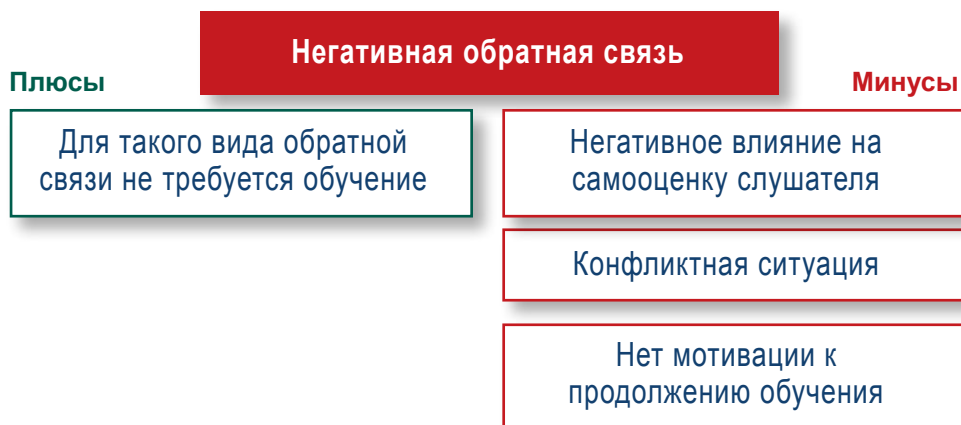 Негативная обратная связь
Плюсы
Минусы
Для такого вида обратной
связи не требуется обучение
Негативное влияние на
самооценку слушателя
Конфликтная ситуация
Нет мотивации к
продолжению обучения